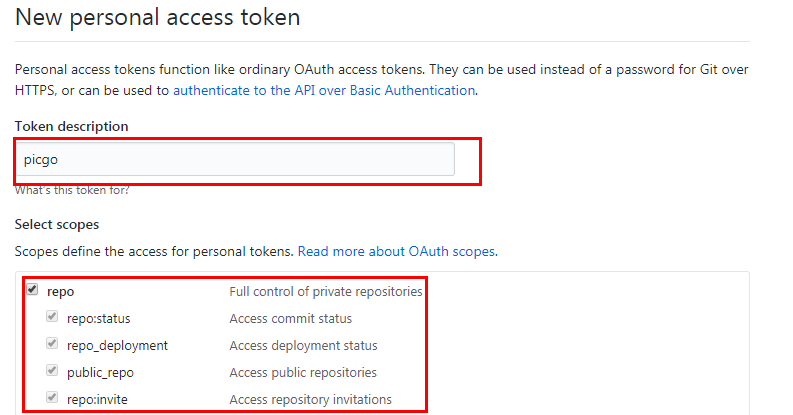 New personal access token
Personal access tokens function like ordinary OAuth access tokens. They can be used instead of a password for Git over
HTTPS, or can be used to authenticate to the API over Basic Authentication.
Token description
picgo
What's this token for?
Select scopes
Scopes define the access for personal tokens. Read more about OAuth scopes.
repo Full control of private repositories
repo:status Access commit status
repo_deployment Access deployment status
public_repo Access public repositories
repo:invite Access repository invitations